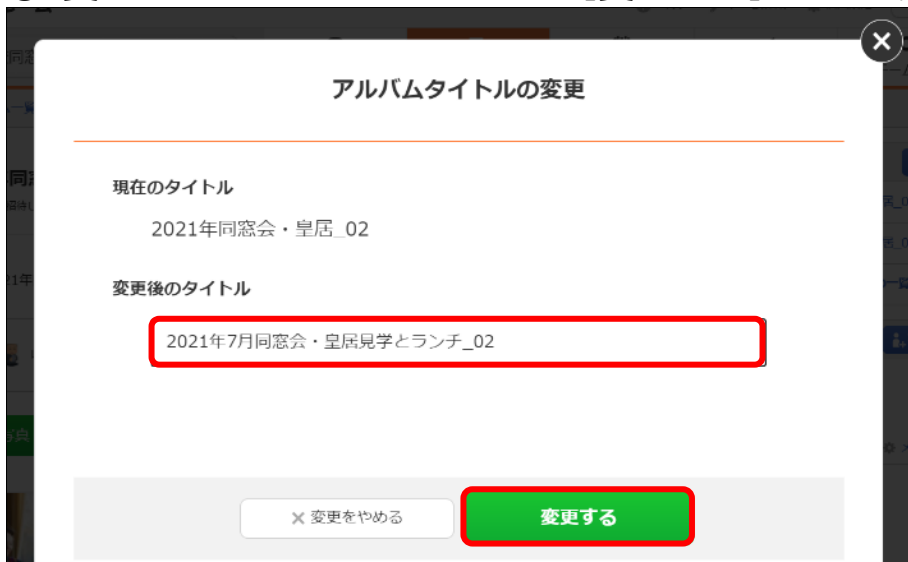 アルバムタイトルの変更
現在のタイトル
2021年同窓会・皇居_02
変更後のタイトル
2021年7月同窓会・皇居見学とランチ_02
× 変更をやめる
変更する